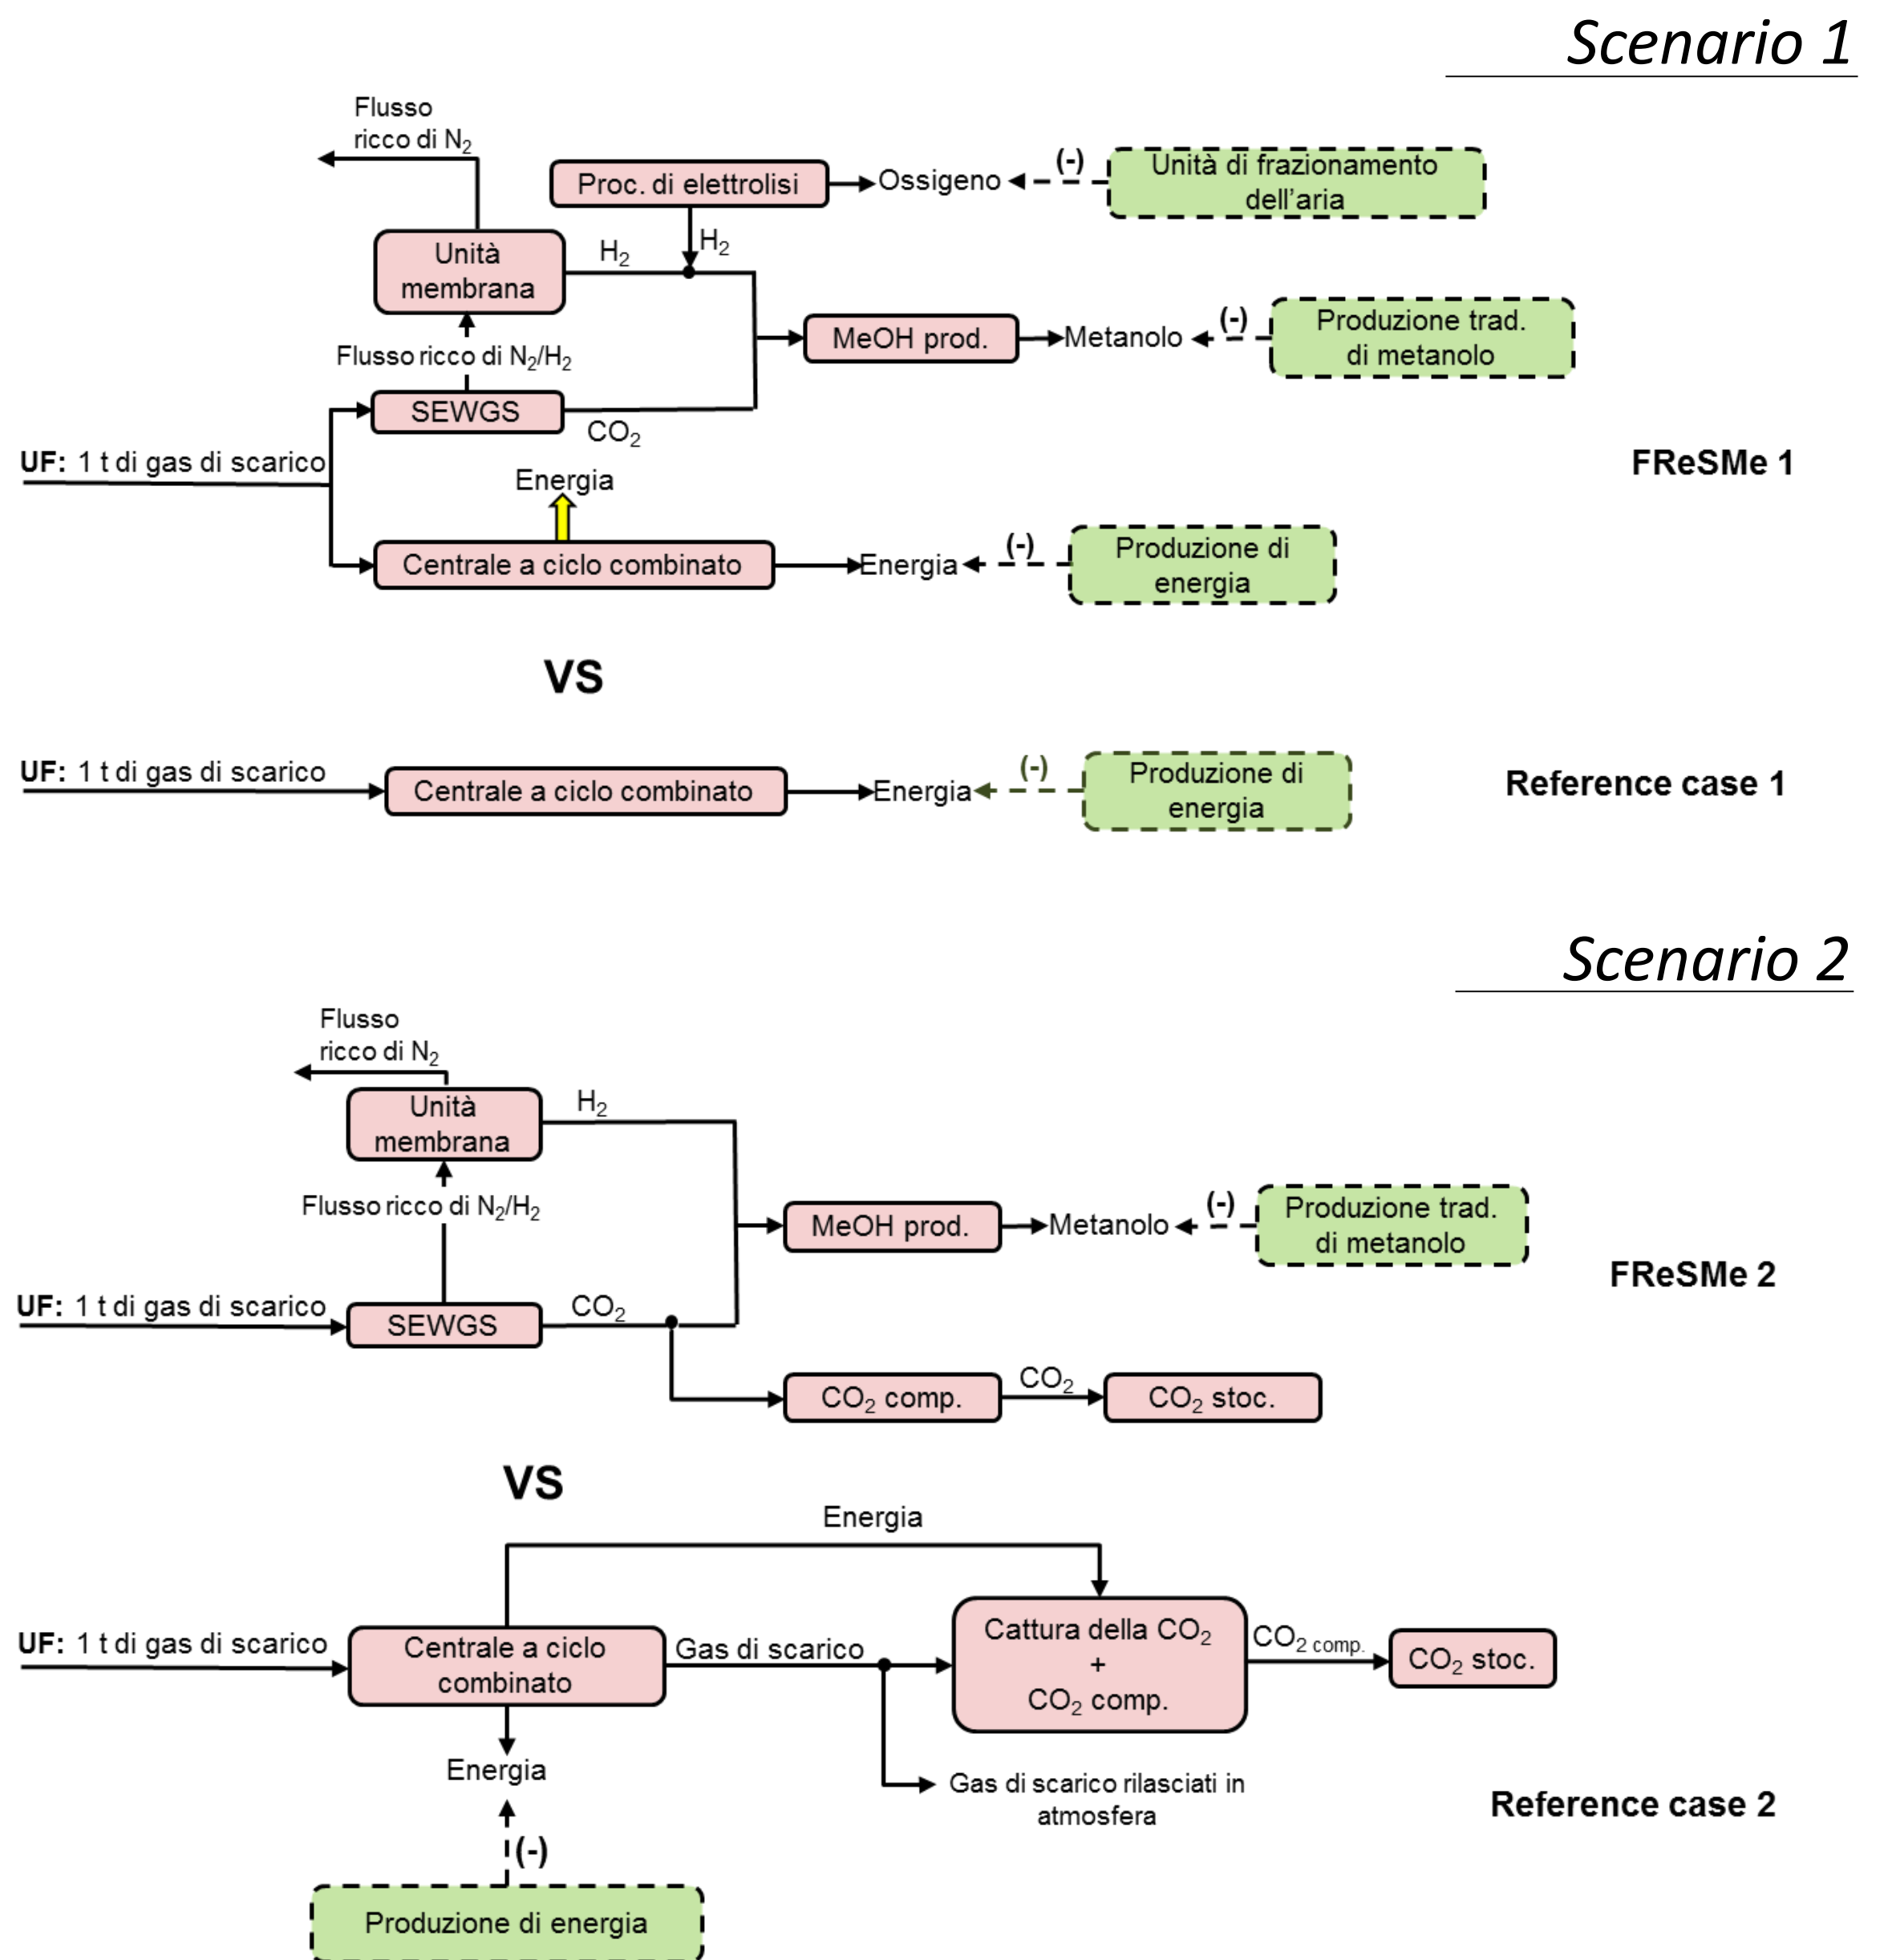 Scenario 1
Flusso
ricco di N₂
Proc. di elettrolisi
Ossigeno
(-)
Unità di frazionamento
dell'aria
Unità
membrana
H₂
H₂
Flusso ricco di N₂/H₂
MeOH prod.
Metanolo
(-)
Produzione trad.
di metanolo
SEWGS
CO₂
UF: 1 t di gas di scarico
FReSMe 1
Energia
Centrale a ciclo combinato
Energia
(-)
Produzione di
energia
VS
UF: 1 t di gas di scarico
Centrale a ciclo combinato
Energia
(-)
Produzione di
energia
Reference case 1
Scenario 2
Flusso
ricco di N₂
Unità
membrana
H₂
Flusso ricco di N₂/H₂
MeOH prod.
Metanolo
(-)
Produzione trad.
di metanolo
FReSMe 2
UF: 1 t di gas di scarico
SEWGS
CO₂
CO₂ comp.
CO₂
CO₂ stoc.
VS
Energia
UF: 1 t di gas di scarico
Centrale a ciclo
combinato
Gas di scarico
Cattura della CO₂
+
CO₂ comp.
CO₂ comp.
CO₂ stoc.
Energia
Gas di scarico rilasciati in
atmosfera
Reference case 2
(-)
Produzione di energia